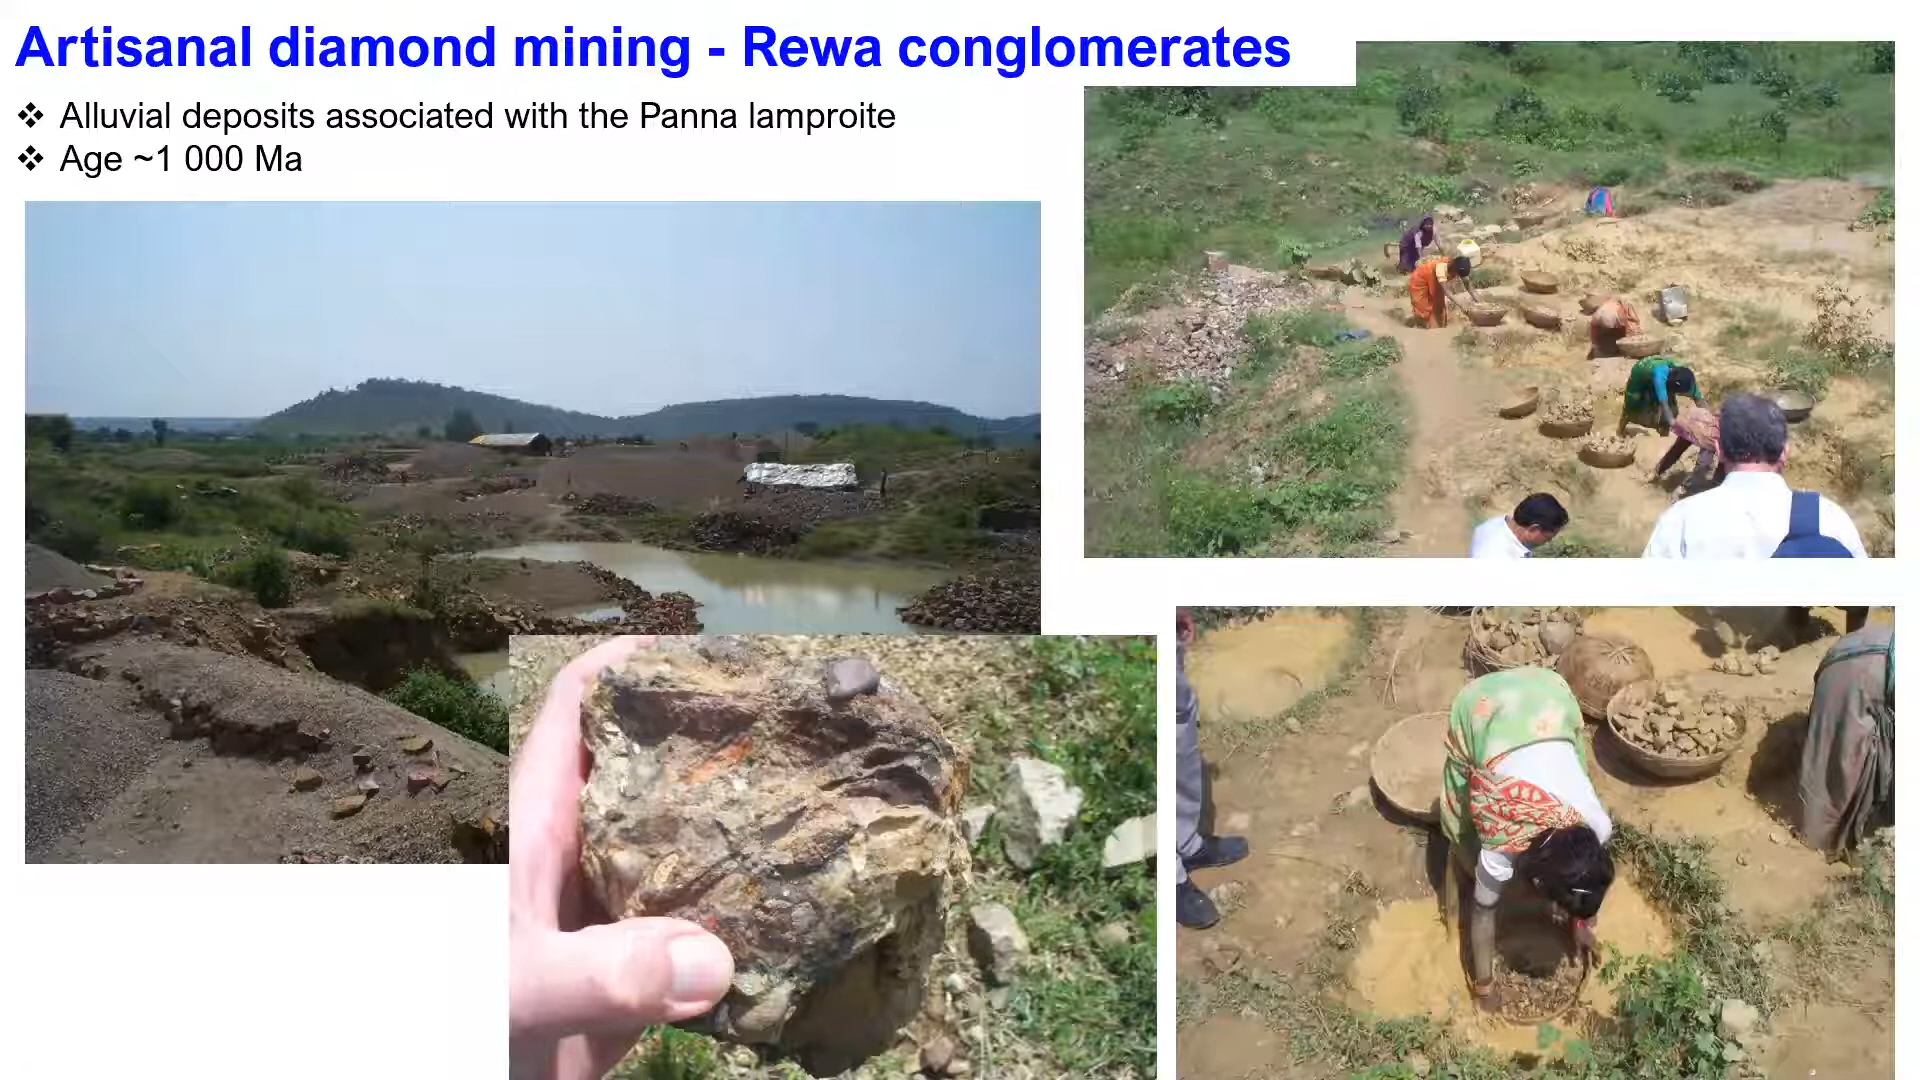 Artisanal diamond mining - Rewa conglomerates
❖ Alluvial deposits associated with the Panna lamproite
❖ Age ~1 000 Ma